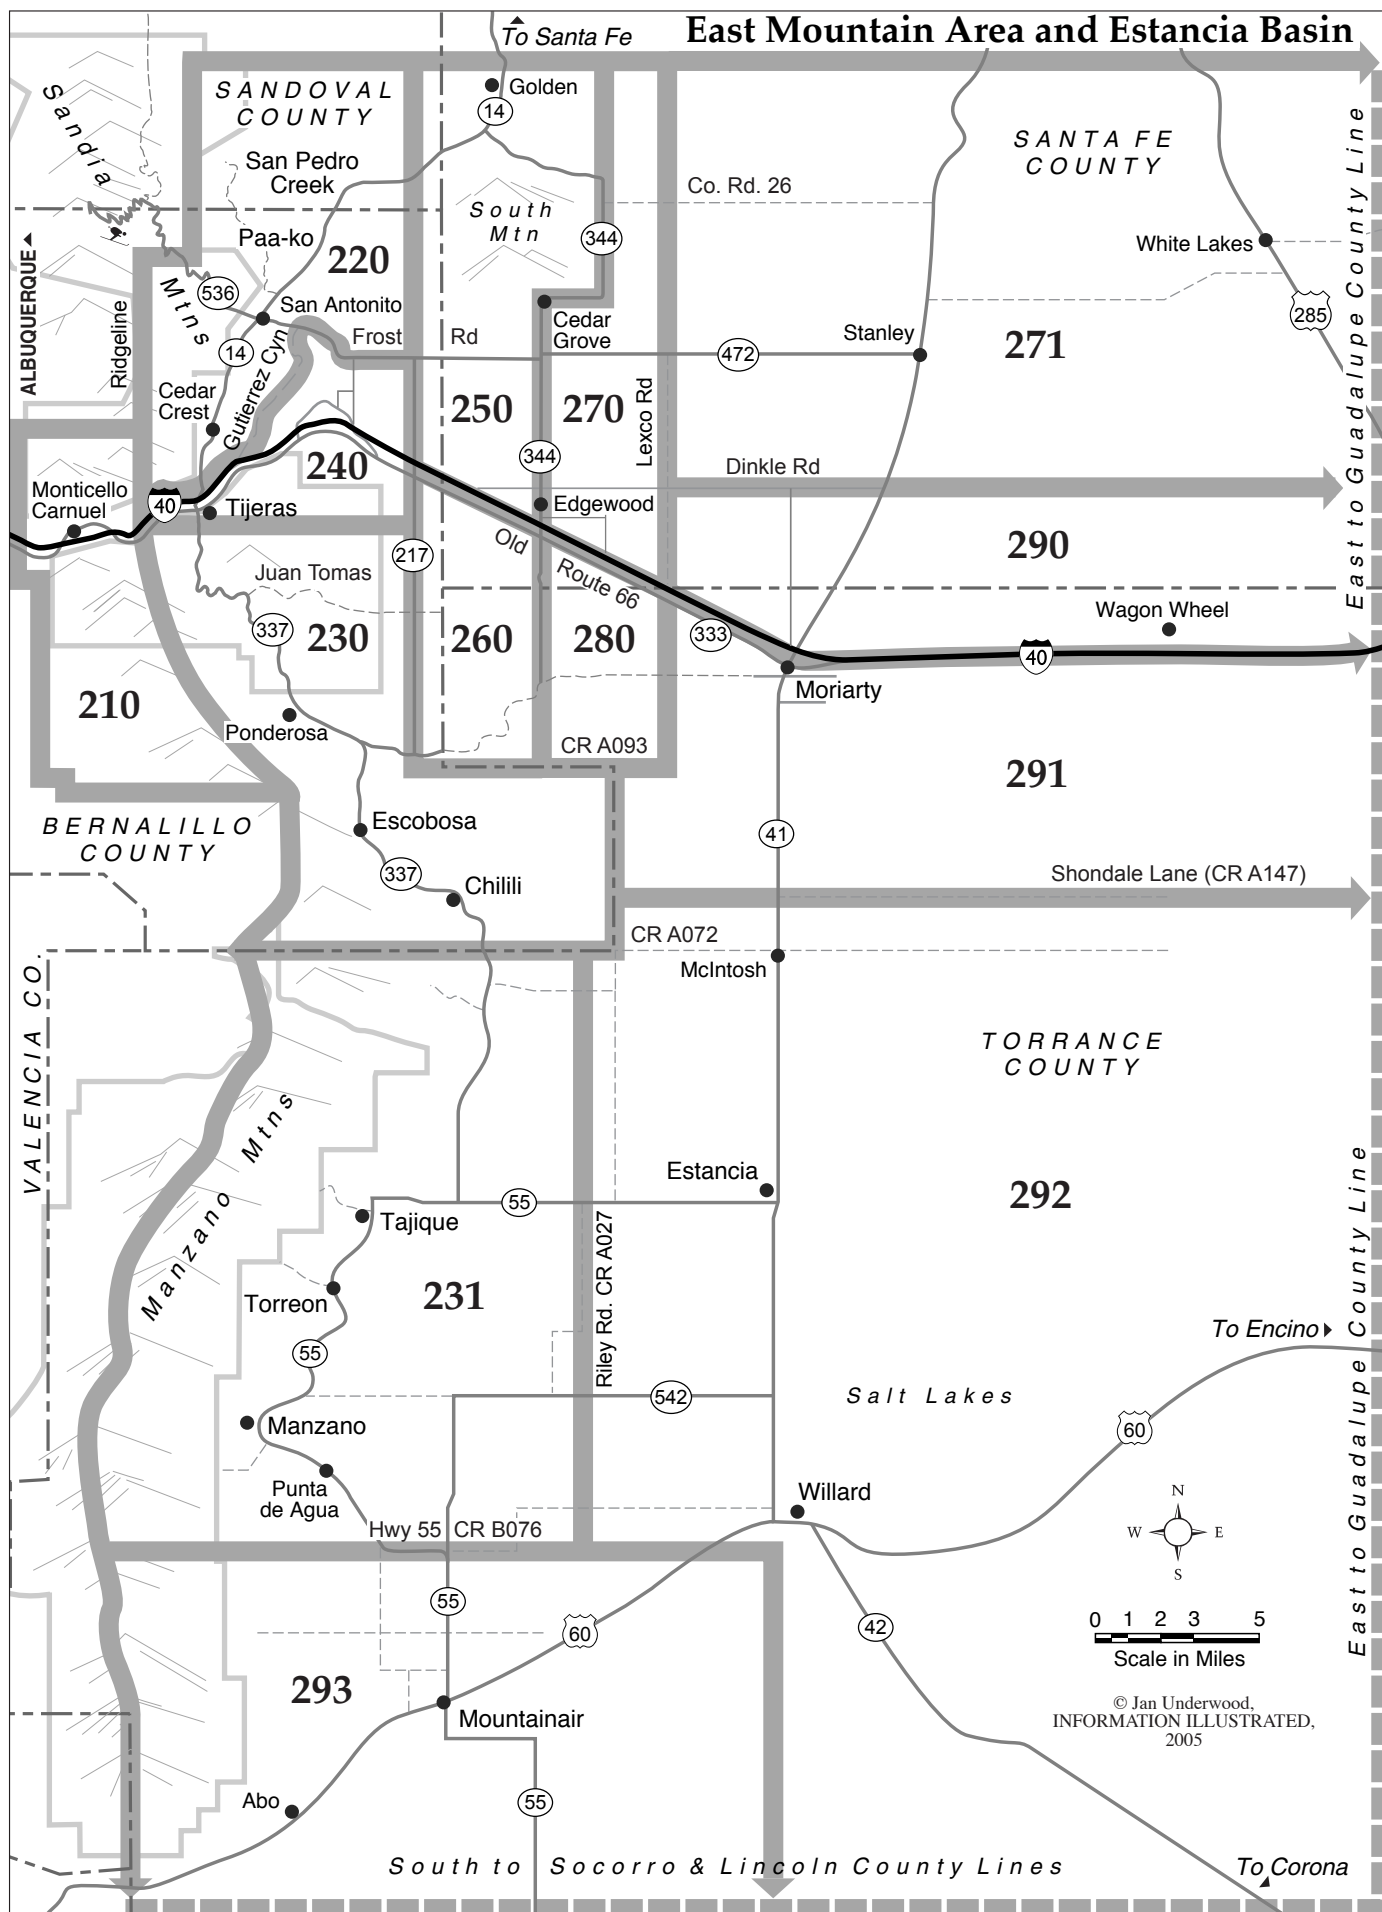 To Santa Fe
East Mountain Area and Estancia Basin
SANDOVAL
COUNTY
Golden
14
Sandia
Mtns
San Pedro
Creek
SANTA FE
COUNTY
East to Guadalupe County Line
Co. Rd. 26
South
Mtn
344
Paa-ko
220
White Lakes
ALBUQUERQUE
Ridgeline
536
San Antonito
285
Cedar
Grove
Frost
Rd
472
Stanley
271
14
Gutierrez Cyn
Cedar
Crest
250
270
Lexco Rd
344
240
Dinkle Rd
Monticello
Carnuel
40
Tijeras
Edgewood
Old
Route 66
290
217
Juan Tomas
Wagon Wheel
337
230
260
280
333
40
Moriarty
210
Ponderosa
CR A093
291
BERNALILLO
COUNTY
Escobosa
41
337
Chilili
Shondale Lane (CR A147)
CR A072
McIntosh
VALENCIA CO.
TORRANCE
COUNTY
Manzano Mtns
Estancia
292
55
Tajique
Riley Rd. CR A027
East to Guadalupe County Line
231
Torreon
To Encino
55
542
Salt Lakes
Manzano
60
Punta
de Agua
Willard
N
W
E
S
Hwy 55
CR B076
55
60
42
0 1 2 3 5
Scale in Miles
293
© Jan Underwood,
INFORMATION ILLUSTRATED,
2005
Mountainair
Abo
55
South to Socorro & Lincoln County Lines
To Corona